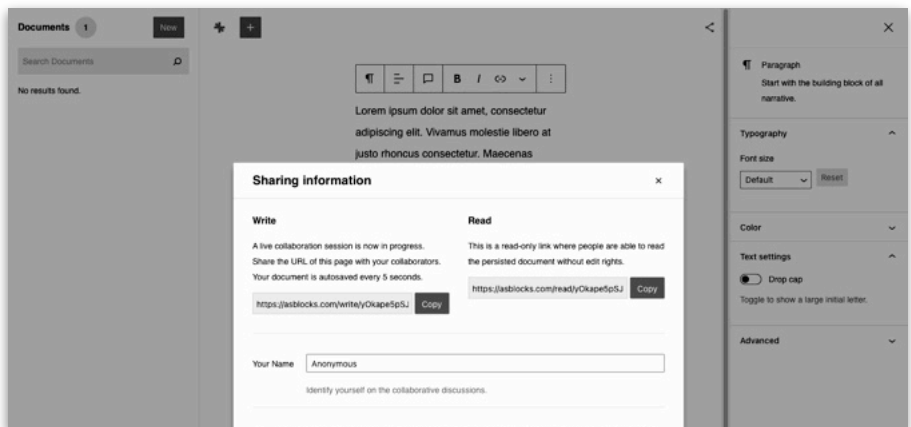 Documents 1 New
Search Documents
No results found.
B I
Lorem ipsum dolor sit amet, consectetur
adipiscing elit. Vivamus molestie libero at
justo rhoncus consectetur. Maecenas
Sharing information
Write
A live collaboration session is now in progress.
Share the URL of this page with your collaborators.
Your document is autosaved every 5 seconds.
https://asblocks.com/write/yOkape5pSJ Copy
Read
This is a read-only link where people are able to read
the persisted document without edit rights.
https://asblocks.com/read/yOkape5pSJ Copy
Your Name Anonymous
Identify yourself on the collaborative discussions.
Paragraph
Start with the building block of all
narrative.
Typography
Font size
Default Reset
Color
Text settings
Drop cap
Toggle to show a large initial letter.
Advanced